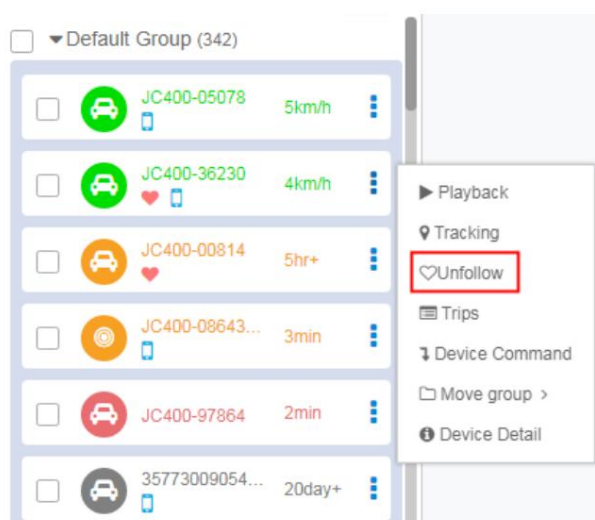 Default Group (342)
JC400-05078 5km/h
JC400-36230 4km/h
JC400-00814 5hr+
JC400-08643... 3min
JC400-97864 2min
35773009054... 20day+
Playback
Tracking
Unfollow
Trips
Device Command
Move group >
Device Detail